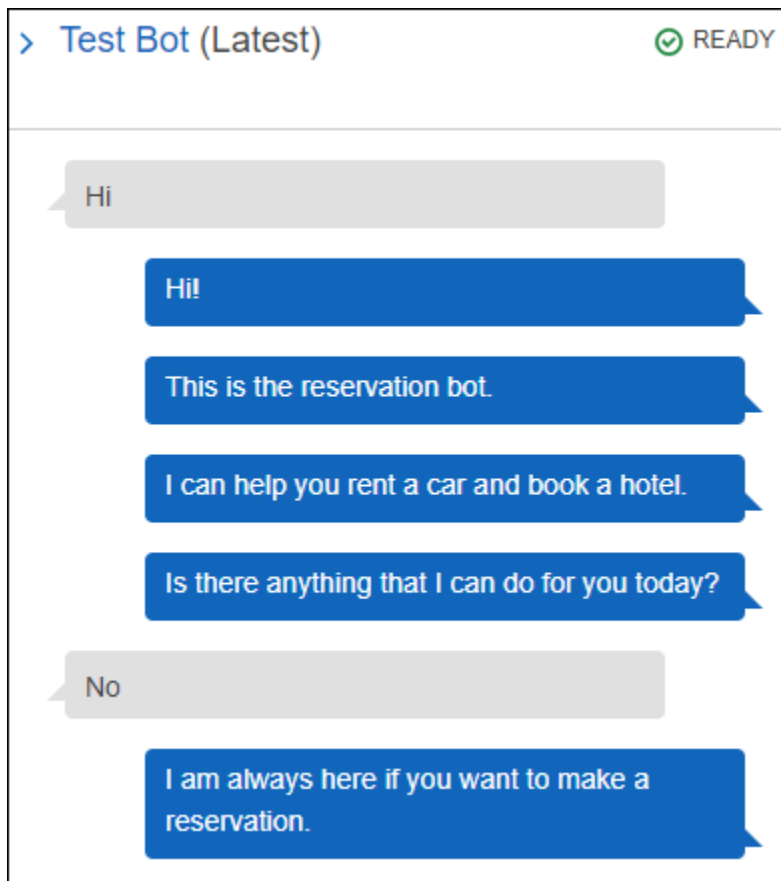 Test Bot (Latest)
READY
Hi
Hi!
This is the reservation bot.
I can help you rent a car and book a hotel.
Is there anything that I can do for you today?
No
I am always here if you want to make a
reservation.